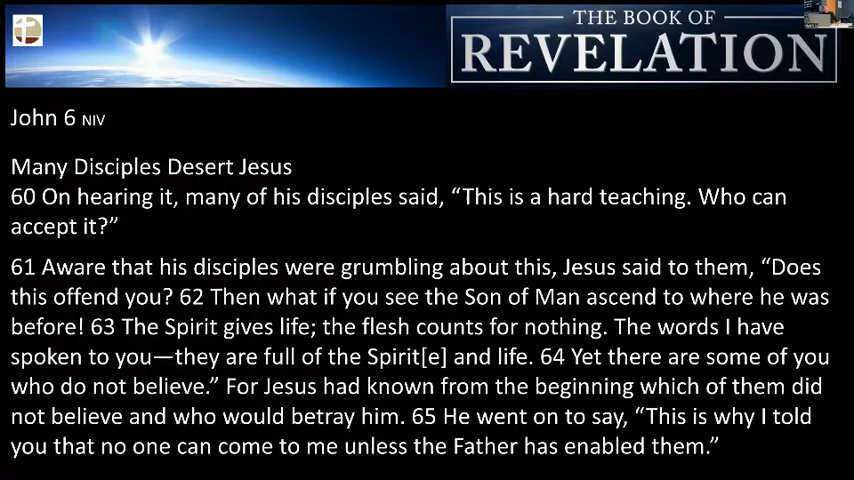 THE BOOK OF
REVELATION
John 6 NIV
Many Disciples Desert Jesus
60 On hearing it, many of his disciples said, “This is a hard teaching. Who can
accept it?”
61 Aware that his disciples were grumbling about this, Jesus said to them, “Does
this offend you? 62 Then what if you see the Son of Man ascend to where he was
before! 63 The Spirit gives life; the flesh counts for nothing. The words I have
spoken to you—they are full of the Spirit[e] and life. 64 Yet there are some of you
who do not believe.” For Jesus had known from the beginning which of them did
not believe and who would betray him. 65 He went on to say, “This is why I told
you that no one can come to me unless the Father has enabled them.”